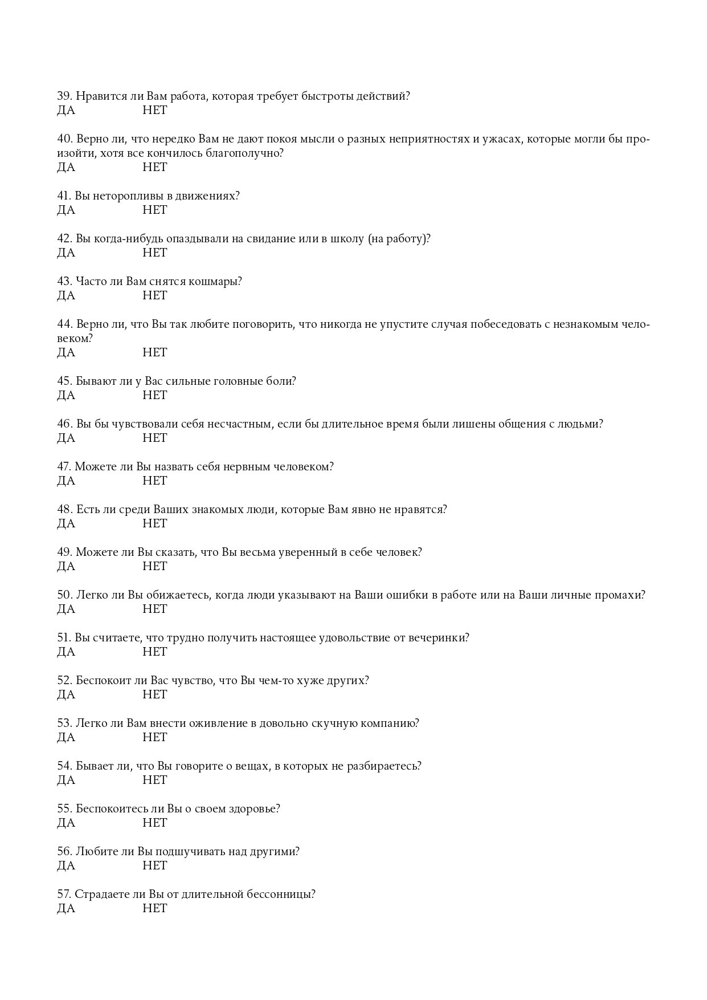 39. Нравится ли Вам работа, которая требует быстроты действий?
ДА НЕТ
40. Верно ли, что нередко Вам не дают покоя мысли о разных неприятностях и ужасах, которые могли бы про-
изойти, хотя все кончилось благополучно?
ДА НЕТ
41. Вы неторопливы в движениях?
ДА НЕТ
42. Вы когда-нибудь опаздывали на свидание или в школу (на работу)?
ДА НЕТ
43. Часто ли Вам снятся кошмары?
ДА НЕТ
44. Верно ли, что Вы так любите поговорить, что никогда не упустите случая побеседовать с незнакомым чело-
веком?
ДА НЕТ
45. Бывают ли у Вас сильные головные боли?
ДА НЕТ
46. Вы бы чувствовали себя несчастным, если бы длительное время были лишены общения с людьми?
ДА НЕТ
47. Можете ли Вы назвать себя нервным человеком?
ДА НЕТ
48. Есть ли среди Ваших знакомых люди, которые Вам явно не нравятся?
ДА НЕТ
49. Можете ли Вы сказать, что Вы весьма уверенный в себе человек?
ДА НЕТ
50. Легко ли Вы обижаетесь, когда люди указывают на Ваши ошибки в работе или на Ваши личные промахи?
ДА НЕТ
51. Вы считаете, что трудно получить настоящее удовольствие от вечеринки?
ДА НЕТ
52. Беспокоит ли Вас чувство, что Вы чем-то хуже других?
ДА НЕТ
53. Легко ли Вам внести оживление в довольно скучную компанию?
ДА НЕТ
54. Бывает ли, что Вы говорите о вещах, в которых не разбираетесь?
ДА НЕТ
55. Беспокоитесь ли Вы о своем здоровье?
ДА НЕТ
56. Любите ли Вы подшучивать над другими?
ДА НЕТ
57. Страдаете ли Вы от длительной бессонницы?
ДА НЕТ